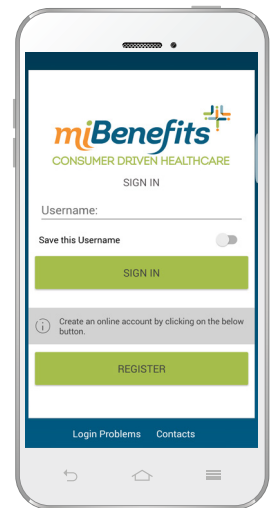 miBenefits
CONSUMER DRIVEN HEALTHCARE
SIGN IN
Username:
Save this Username
SIGN IN
Create an online account by clicking on the below
button.
REGISTER
Login Problems Contacts